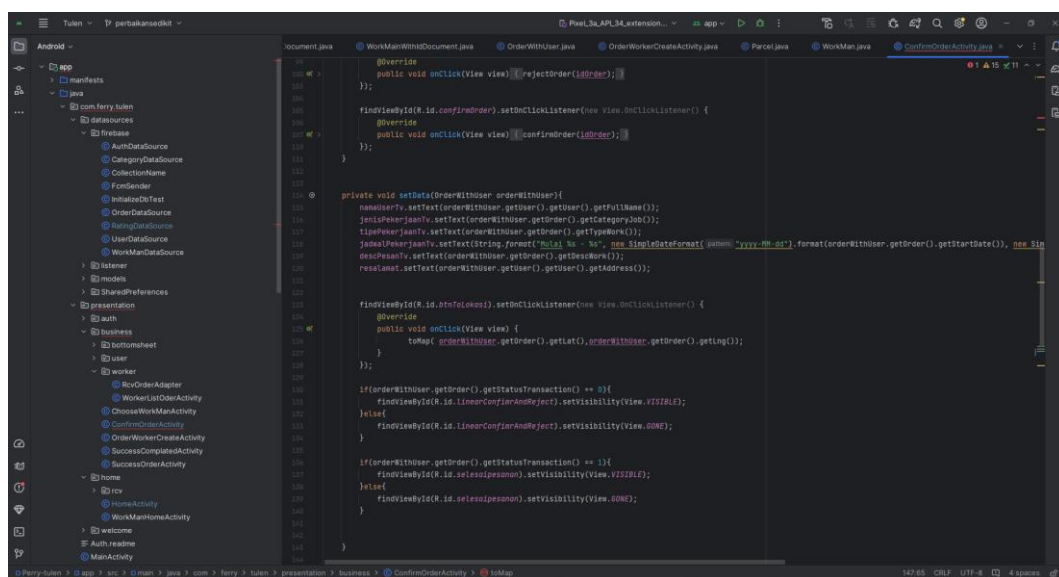 Tulen
perbaikansedikit
Pixel_3a_API_34_extension...
app
Android
ocument.java
WorkMainWithIdDocument.java
OrderWithUser.java
OrderWorkerCreateActivity.java
Parcel.java
WorkMan.java
ConfirmOrderActivity.java
1 15 11
app
manifests
java
com.ferry.tulen
datasources
firebase
AuthDataSource
CategoryDataSource
CollectionName
FcmSender
InitializeDbTest
OrderDataSource
RatingDataSource
UserDataSource
WorkManDataSource
listener
models
SharedPreferences
presentation
auth
business
bottomsheet
user
worker
RcvOrderAdapter
WorkerListOderActivity
ChooseWorkManActivity
ConfirmOrderActivity
OrderWorkerCreateActivity
SuccessComplatedActivity
SuccessOrderActivity
home
rcv
HomeActivity
WorkManHomeActivity
welcome
Auth.readme
MainActivity
@Override
public void onClick(View view) { rejectOrder(idOrder); }
});
findViewById(R.id.confirmOrder).setOnClickListener(new View.OnClickListener() {
@Override
public void onClick(View view) { confirmOrder(idOrder); }
});
}
private void setData(OrderWithUser orderWithUser){
namaUserTv.setText(orderWithUser.getUser().getUser().getFullName());
jenisPekerjaanTv.setText(orderWithUser.getOrder().getCategoryJob());
tipePekerjaanTv.setText(orderWithUser.getOrder().getTypeWork());
jadwalPekerjaanTv.setText(String.format("Mulai %s - %s", new SimpleDateFormat( pattern: "yyyy-MM-dd").format(orderWithUser.getOrder().getStartDate()), new Sim
descPesanTv.setText(orderWithUser.getOrder().getDescWork());
resalamat.setText(orderWithUser.getUser().getUser().getAddress());
findViewById(R.id.btnToLokasi).setOnClickListener(new View.OnClickListener() {
@Override
public void onClick(View view) {
toMap( orderWithUser.getOrder().getLat(),orderWithUser.getOrder().getLng());
}
});
if(orderWithUser.getOrder().getStatusTransaction() == 0){
findViewById(R.id.linearConfimrAndReject).setVisibility(View.VISIBLE);
}else{
findViewById(R.id.linearConfimrAndReject).setVisibility(View.GONE);
}
if(orderWithUser.getOrder().getStatusTransaction() == 1){
findViewById(R.id.selesaipesanan).setVisibility(View.VISIBLE);
}else{
findViewById(R.id.selesaipesanan).setVisibility(View.GONE);
}
}
Perry-tulen > app > src > main > java > com > ferry > tulen > presentation > business > ConfirmOrderActivity > toMap
147:65 CRLF UTF-8 4 spaces